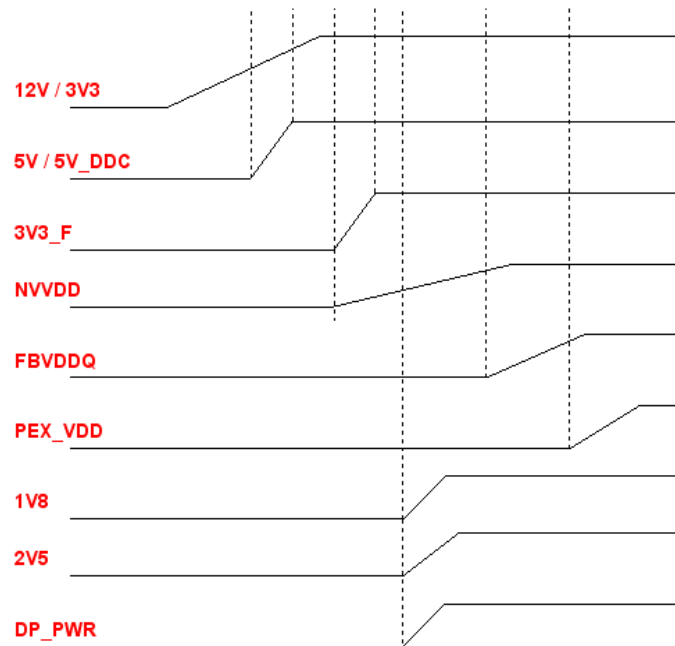 12V / 3V3
5V / 5V_DDC
3V3_F
NVVDD
FBVDDQ
PEX_VDD
1V8
2V5
DP_PWR